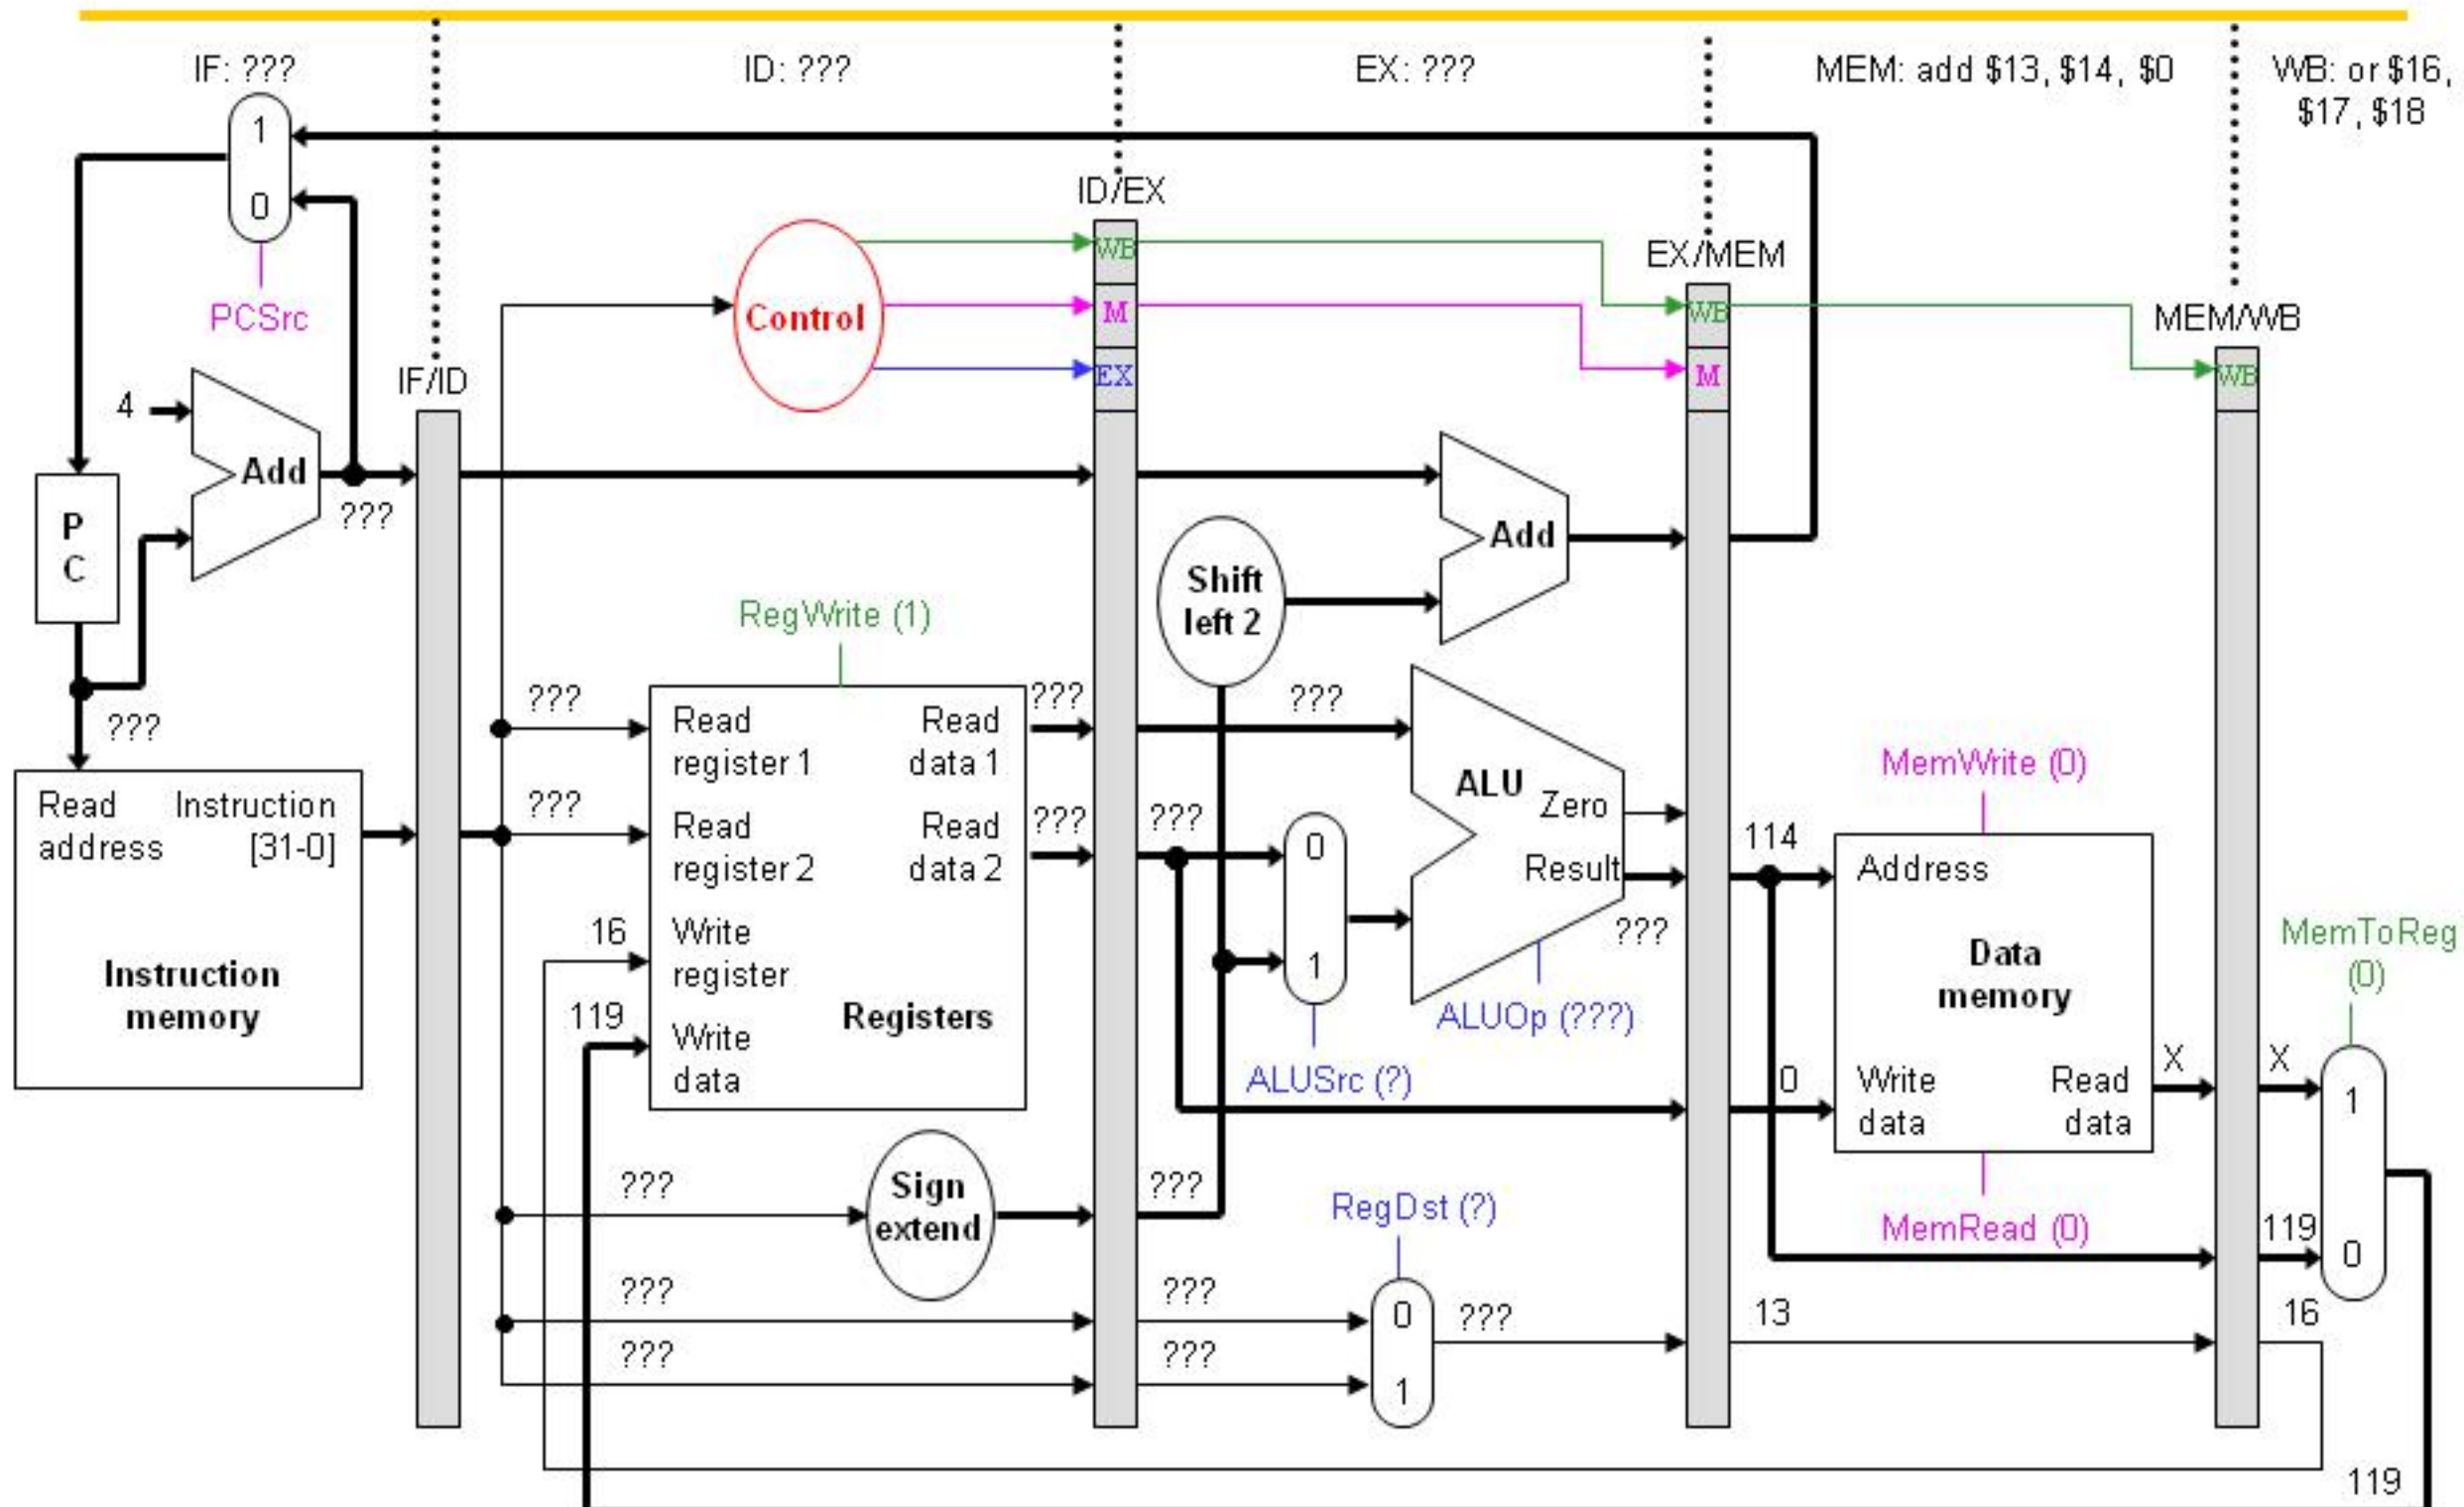 IF: ???
ID: ???
EX: ???
MEM: add $13, $14, $0
WB: or $16,
$17, $18
1
0
PCSrc
ID/EX
WB
M
EX
Control
EX/MEM
WB
M
MEM/WB
WB
IF/ID
4
Add
???
P
C
???
Add
Shift
left 2
RegWrite (1)
???
Read
register 1
Read
data 1
???
???
Read
register 2
Read
data 2
???
16
Write
register
119
Write
data
Registers
Read
address
Instruction
[31-0]
Instruction
memory
???
???
0
1
ALUSrc (?)
ALU
Zero
Result
???
ALUOp (???)
MemWrite (0)
114
Address
Data
memory
0
Write
data
Read
data
MemRead (0)
X
X
MemToReg
(0)
1
0
119
???
Sign
extend
???
RegDst (?)
???
???
0
1
???
???
???
13
16
119